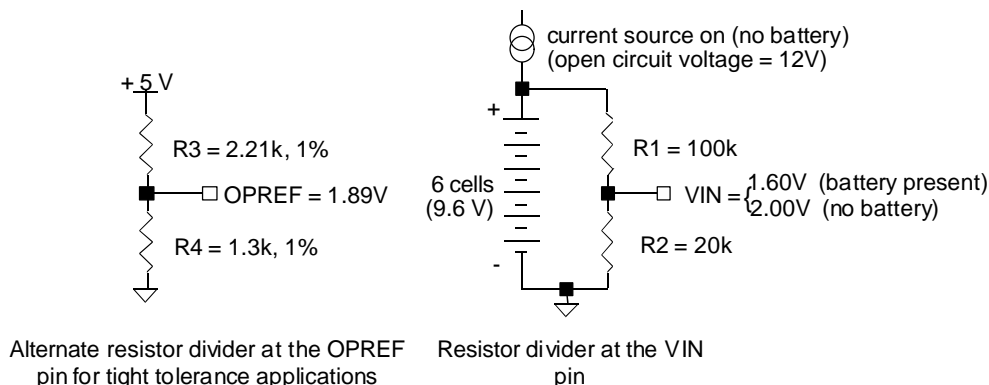 + 5 V
R3 = 2.21k, 1%
OPREF = 1.89V
R4 = 1.3k, 1%
Alternate resistor divider at the OPREF
pin for tight tolerance applications
current source on (no battery)
(open circuit voltage = 12V)
+
R1 = 100k
6 cells
(9.6 V)
VIN = { 1.60V (battery present)
2.00V (no battery)
R2 = 20k
-
Resistor divider at the VIN
pin